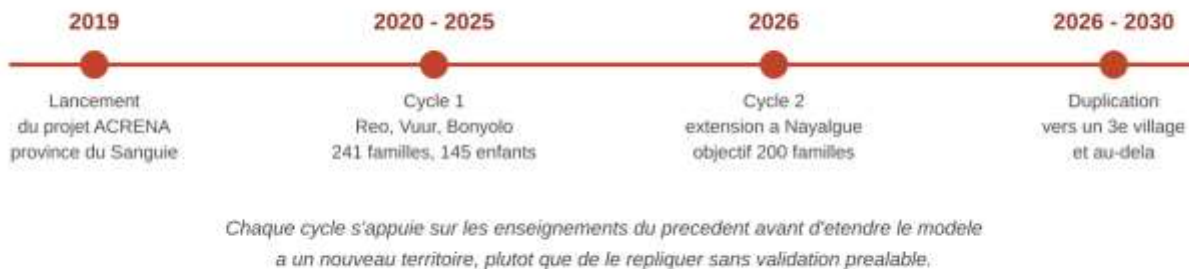 2019
Lancement
du projet ACRENA
province du Sanguie
2020 - 2025
Cycle 1
Reo, Vuur, Bonyolo
241 familles, 145 enfants
2026
Cycle 2
extension a Nayalgue
objectif 200 familles
2026 - 2030
Duplication
vers un 3e village
et au-dela
Chaque cycle s'appuie sur les enseignements du precedent avant d'etendre le modele
a un nouveau territoire, plutot que de le repliquer sans validation prealable.